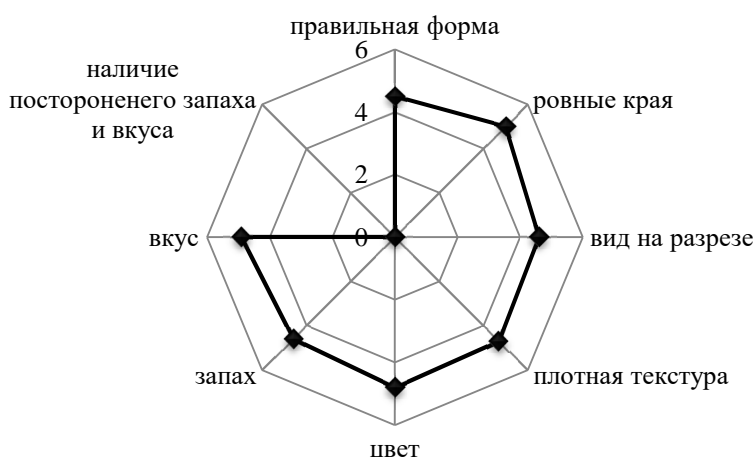 правильная форма
6
наличие
постороненего запаха
и вкуса
ровные края
4
2
вкус
0
вид на разрезе
запах
плотная текстура
цвет